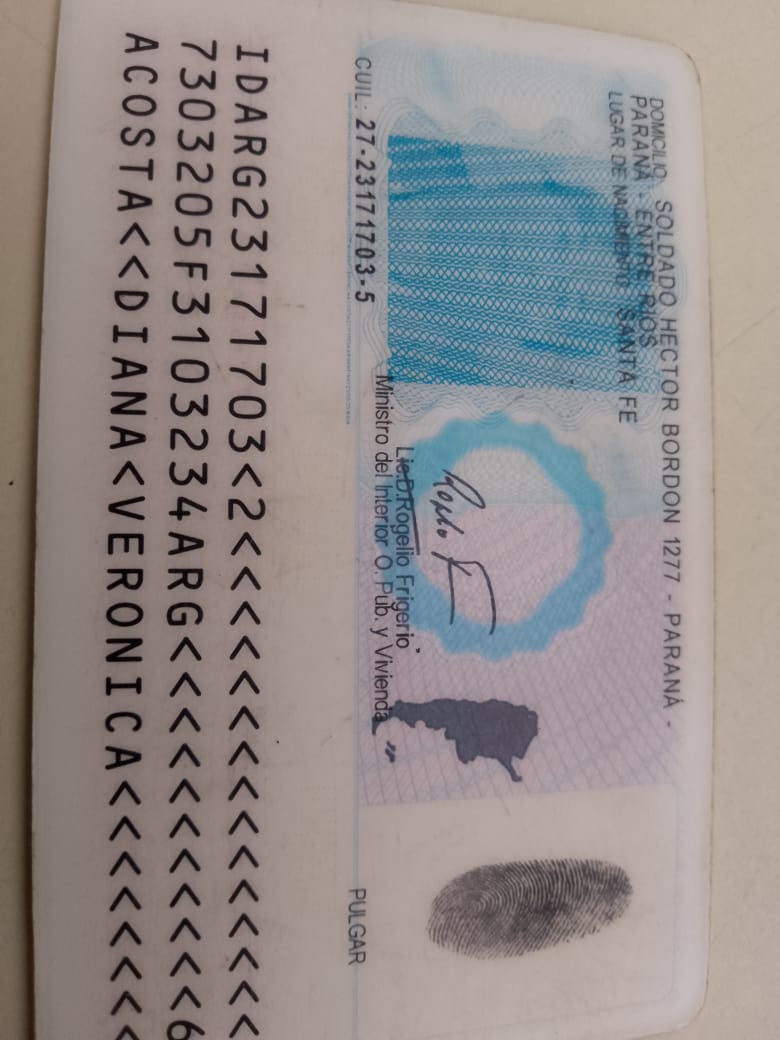 DOMICILIO: SOLDADO HECTOR BORDON 1277 - PARANÁ -
PARANÁ - ENTRE RÍOS
LUGAR DE NACIMIENTO: SANTA FE
Lic.D.Rogelio Frigerio
Ministro del Interior O. Pub. y Vivienda
CUIL: 27-23171703-5
PULGAR
IDARG23171703<2<<<<<<<<<<<<<<<
7303205F3103234ARG<<<<<<<<<<<6
ACOSTA<<DIANA<VERONICA<<<<<<<<